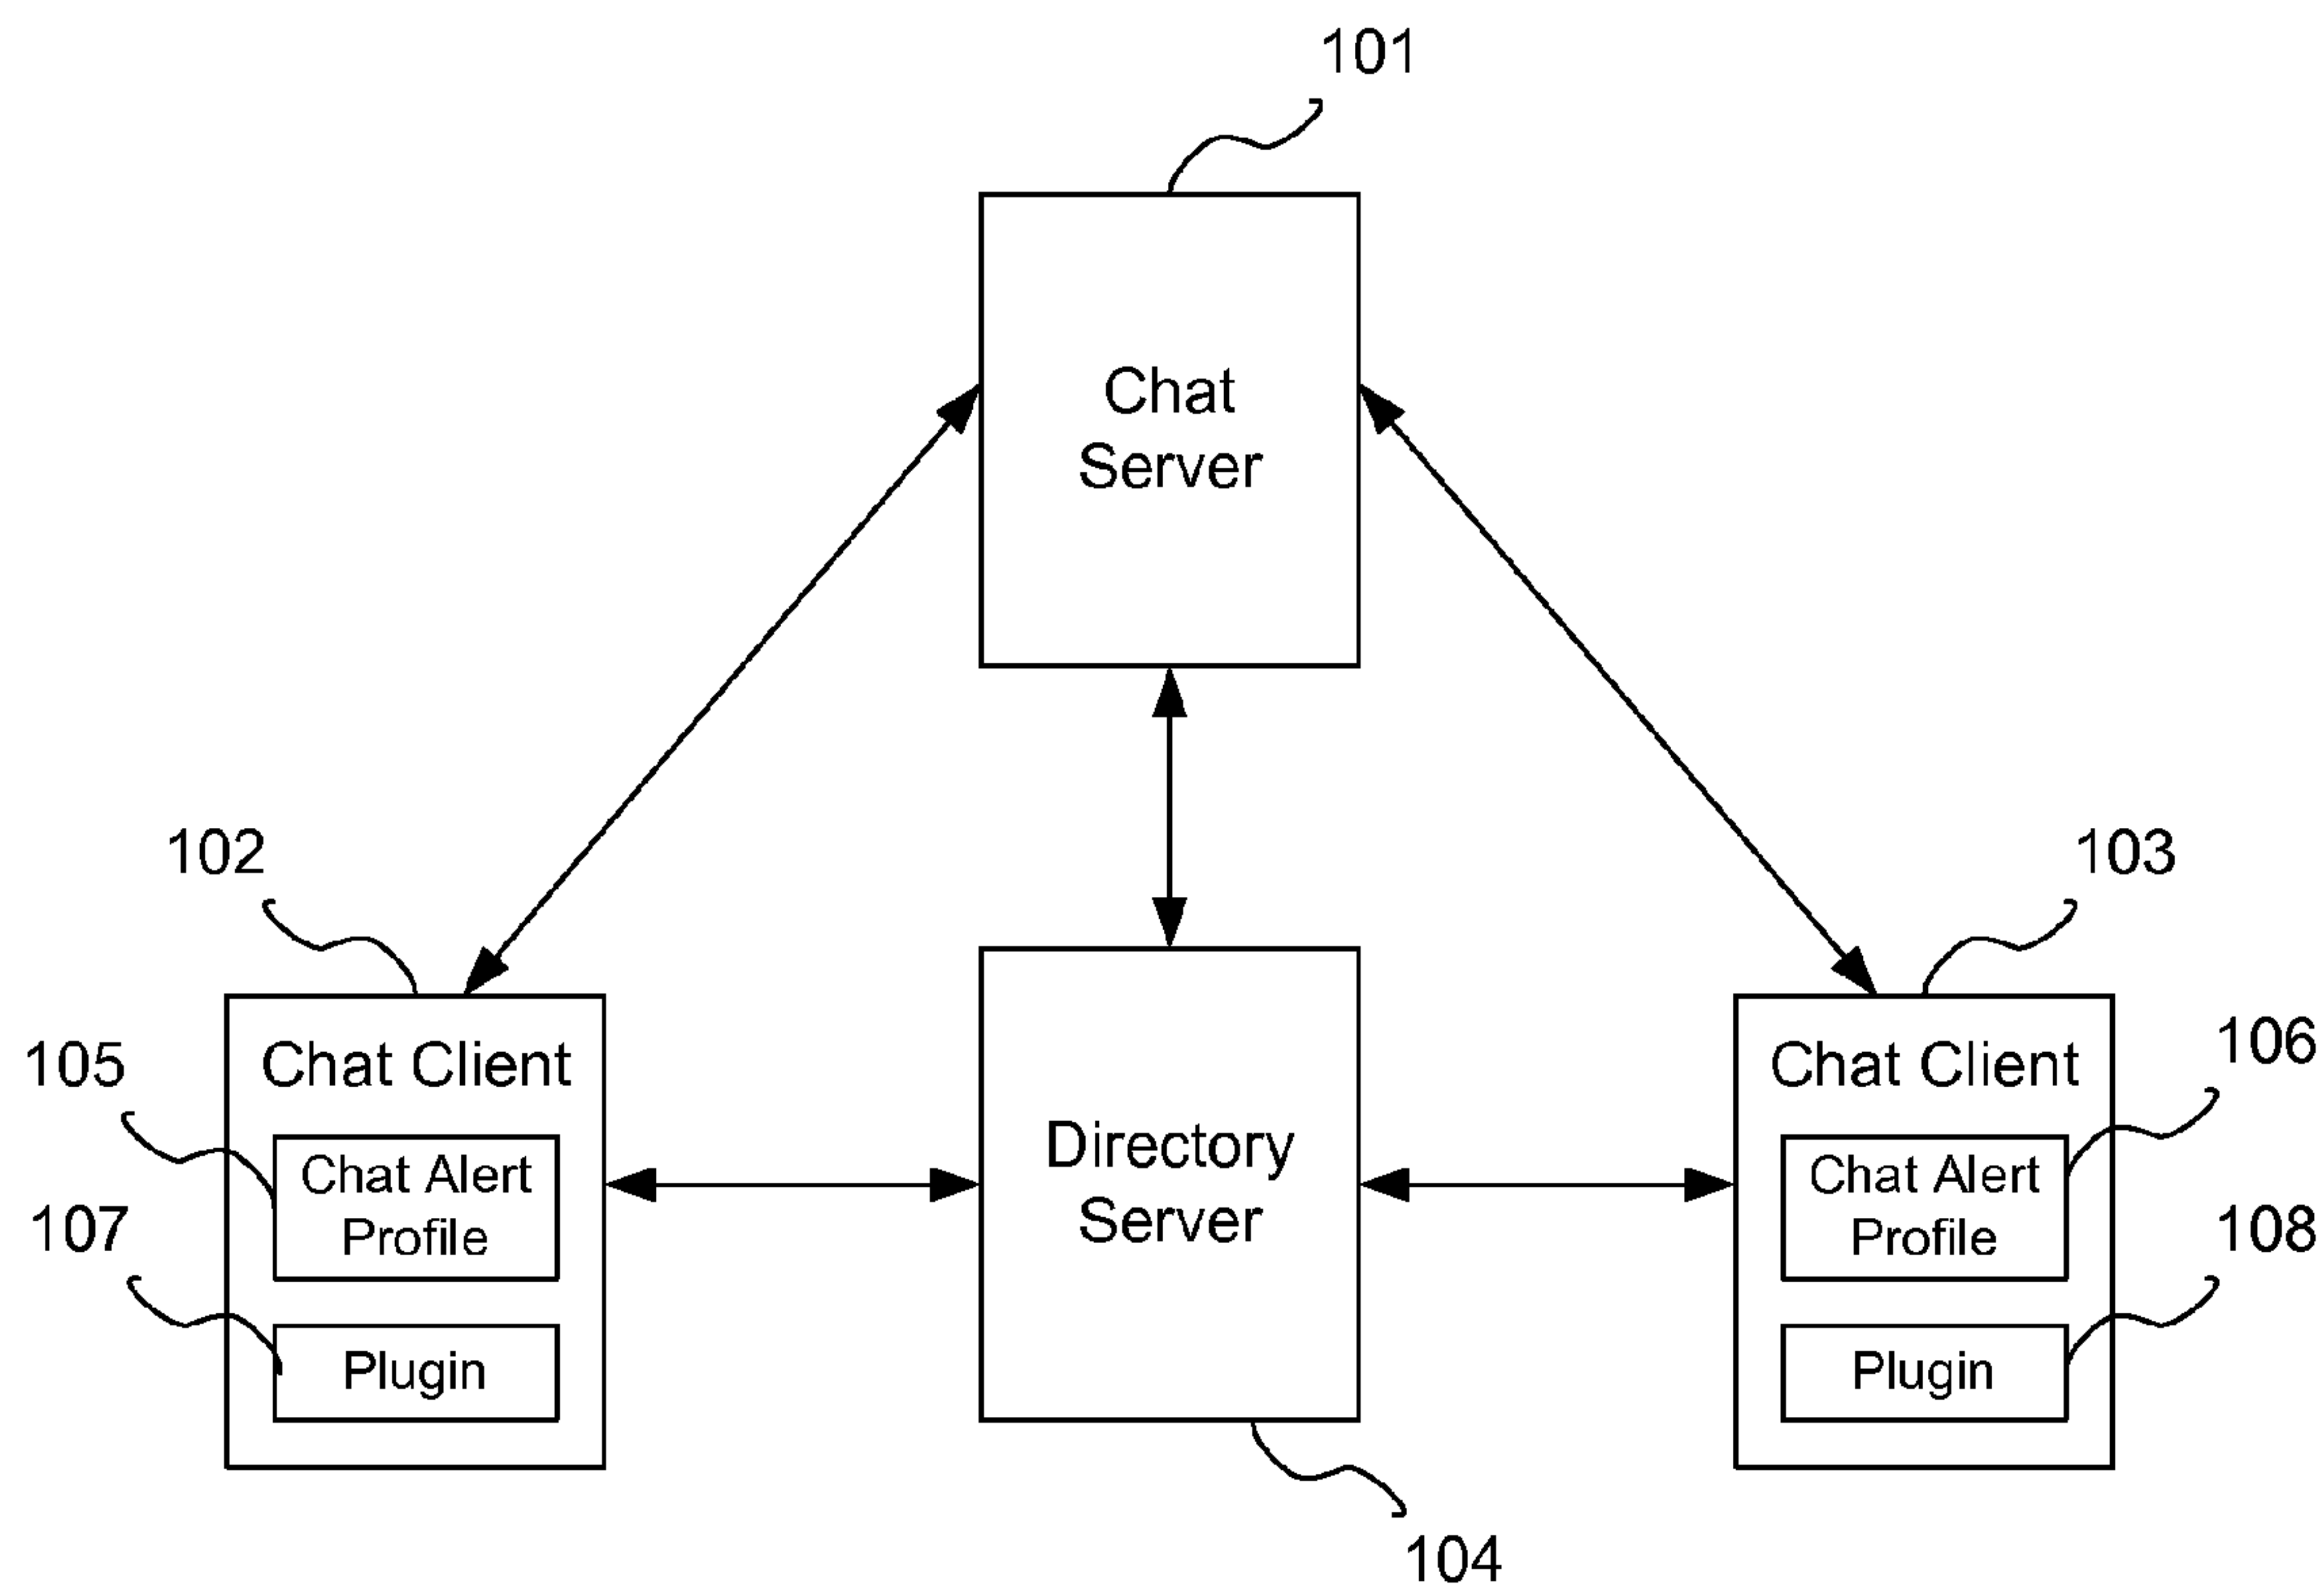 101
Chat
Server
102
103
Chat Client
105
Chat Alert
Profile
107
Plugin
Directory
Server
104
Chat Client
106
Chat Alert
Profile
108
Plugin